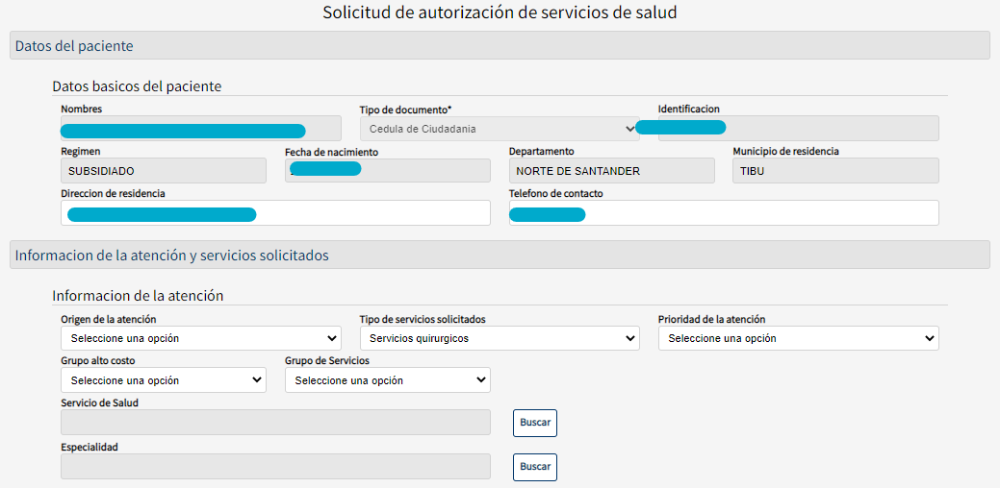 Solicitud de autorización de servicios de salud
Datos del paciente
Datos basicos del paciente
Nombres Tipo de documento* Identificacion
Cedula de Ciudadania
Regimen Fecha de nacimiento Departamento Municipio de residencia
SUBSIDIADO NORTE DE SANTANDER TIBU
Direccion de residencia Telefono de contacto
Informacion de la atención y servicios solicitados
Informacion de la atención
Origen de la atención Tipo de servicios solicitados Prioridad de la atención
Seleccione una opción Servicios quirurgicos Seleccione una opción
Grupo alto costo Grupo de Servicios
Seleccione una opción Seleccione una opción
Servicio de Salud
Buscar
Especialidad
Buscar